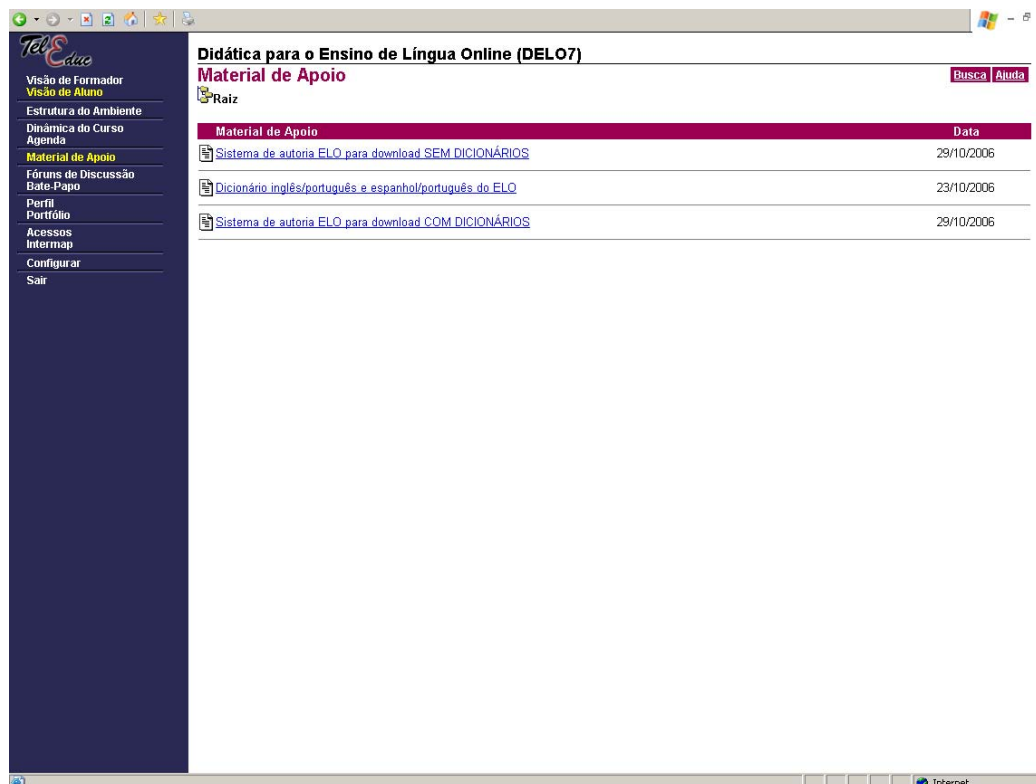 TelEduc
Visão de Formador
Visão de Aluno
Estrutura do Ambiente
Dinâmica do Curso
Agenda
Material de Apoio
Fóruns de Discussão
Bate-Papo
Perfil
Portfólio
Acessos
Intermap
Configurar
Sair
Didática para o Ensino de Língua Online (DELO7)
Material de Apoio
Busca Ajuda
Raiz
Material de Apoio Data
Sistema de autoria ELO para download SEM DICIONÁRIOS 29/10/2006
Dicionário inglês/português e espanhol/português do ELO 23/10/2006
Sistema de autoria ELO para download COM DICIONÁRIOS 29/10/2006
Internet